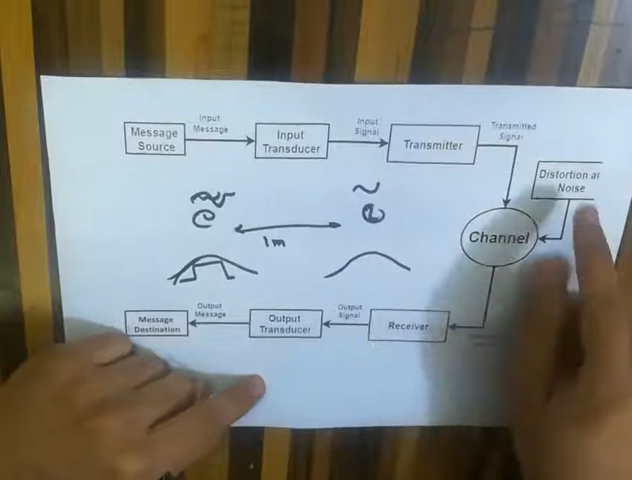 Input
Message
Input
Signal
Transmitted
Signal
Message
Source
Input
Transducer
Transmitter
Distortion a
Noise
e
e
1m
Channel
Output
Message
Output
Signal
Message
Destination
Output
Transducer
Receiver